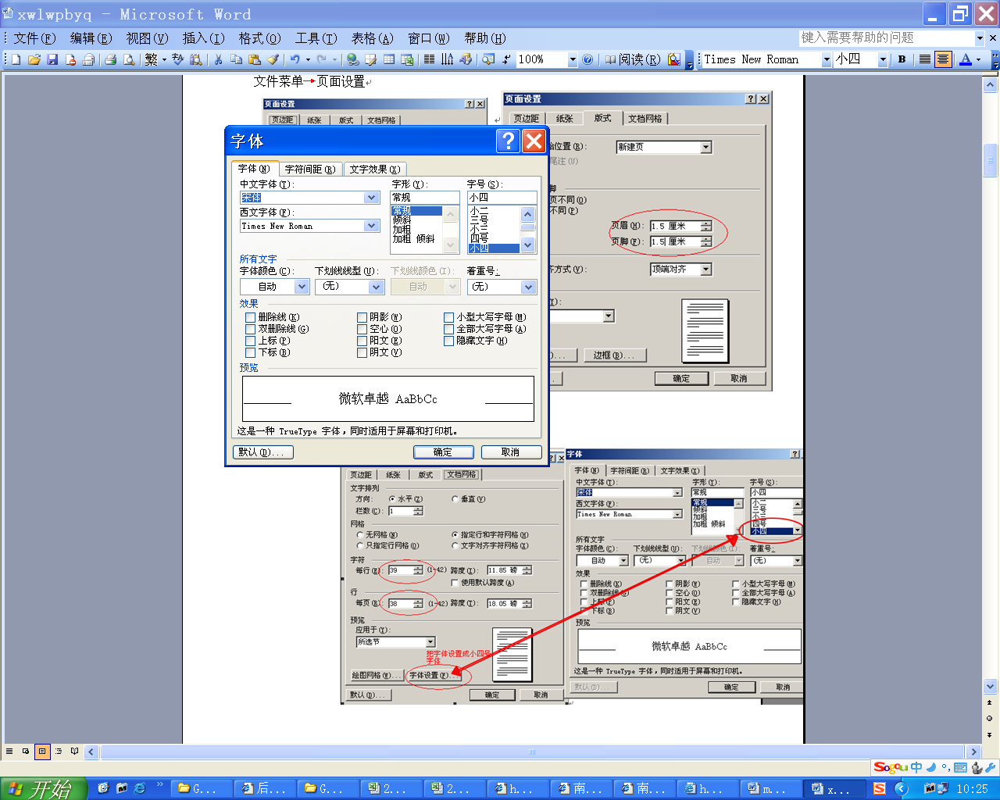 xwlwpbyq - Microsoft Word
文件(F) 编辑(E) 视图(V) 插入(I) 格式(O) 工具(T) 表格(A) 窗口(W) 帮助(H)
键入需要帮助的问题
繁
100%
阅读(R)
Times New Roman
小四
B
A
文件菜单→页面设置
页面设置
页边距 纸张 版式 文档网格
页面设置
页边距 纸张 版式 文档网格
始位置(R): 新建页
尾注(U)
脚
页不同(O)
不同(P)
页眉(H): 1.5 厘米
页脚(F): 1.5 厘米
齐方式(V): 顶端对齐
Y):
)... 边框(B)...
确定 取消
字体
字体(N) 字符间距(R) 文字效果(X)
中文字体(T): 字形(Y): 字号(S):
宋体 常规 小四
西文字体(F):
Times New Roman
常规
倾斜
加粗
加粗 倾斜
小二
三号
小三
四号
小四
所有文字
字体颜色(C): 下划线线型(U): 下划线颜色(I): 着重号:
自动 (无) 自动 (无)
效果
删除线(K) 阴影(W) 小型大写字母(M)
双删除线(G) 空心(O) 全部大写字母(A)
上标(P) 阳文(E) 隐藏文字(H)
下标(B) 阴文(V)
预览
微软卓越 AaBbCc
这是一种 TrueType 字体，同时适用于屏幕和打印机。
默认(D)... 确定 取消
页边距 纸张 版式 文档网格
文字排列
方向: 水平(Z) 垂直(V)
栏数(C): 1
网格
无网格(N) 指定行和字符网格(H)
只指定行网格(O) 文字对齐字符网格(X)
字符
每行(E): 39 (1-42) 跨度(I): 11.85 磅
使用默认跨度(A)
行
每页(R): 38 (1-42) 跨度(T): 18.05 磅
预览
应用于(Y):
所选节
把字体设置成小四号
字体
绘图网格(W)... 字体设置(F)...
默认(D)... 确定 取消
字体
字体(N) 字符间距(R) 文字效果(X)
中文字体(T): 字形(Y): 字号(S):
宋体 常规 小四
西文字体(F):
Times New Roman
常规
倾斜
加粗
加粗 倾斜
小二
三号
小三
四号
小四
所有文字
字体颜色(C): 下划线线型(U): 下划线颜色(I): 着重号:
自动 (无) 自动 (无)
效果
删除线(K) 阴影(W) 小型大写字母(M)
双删除线(G) 空心(O) 全部大写字母(A)
上标(P) 阳文(E) 隐藏文字(H)
下标(B) 阴文(V)
预览
微软卓越 AaBbCc
这是一种 TrueType 字体，同时适用于屏幕和打印机。
默认(D)... 确定 取消
Sogou 中
开始 G... 后... G... 2... 2... h... 南... 南... h... m... x... 10:25